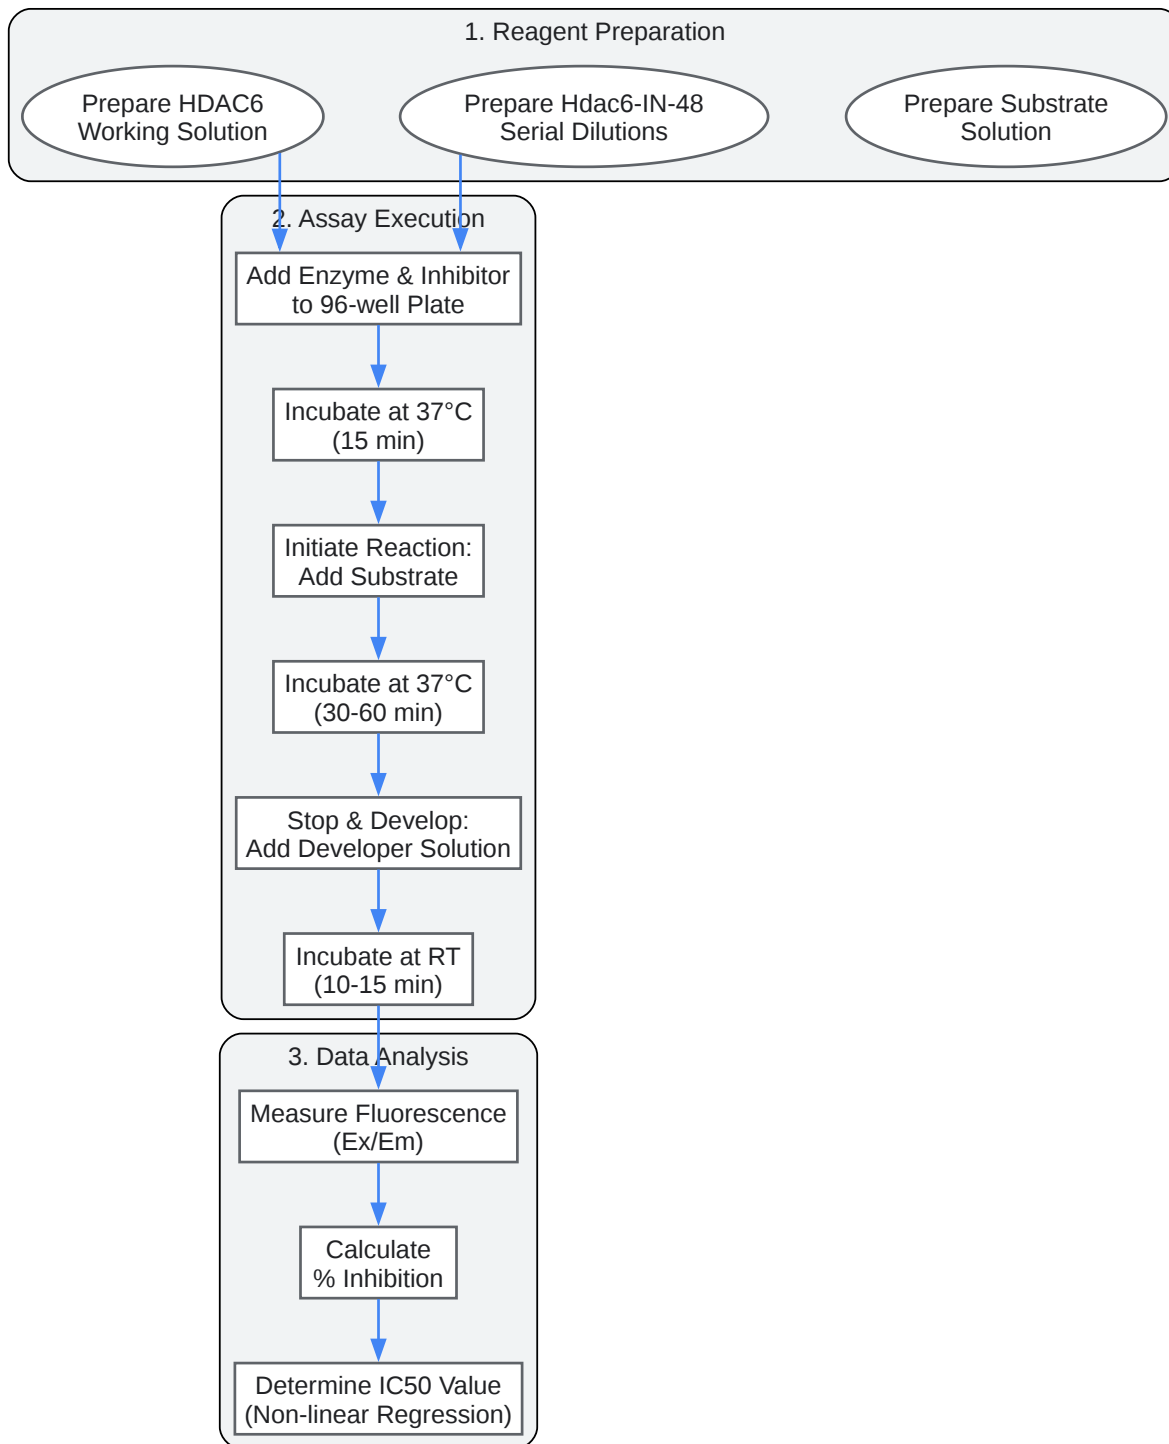 1. Reagent Preparation
Prepare HDAC6
Working Solution
Prepare Hdac6-IN-48
Serial Dilutions
Prepare Substrate
Solution
2. Assay Execution
Add Enzyme & Inhibitor
to 96-well Plate
Incubate at 37°C
(15 min)
Initiate Reaction:
Add Substrate
Incubate at 37°C
(30-60 min)
Stop & Develop:
Add Developer Solution
Incubate at RT
(10-15 min)
3. Data Analysis
Measure Fluorescence
(Ex/Em)
Calculate
% Inhibition
Determine IC50 Value
(Non-linear Regression)